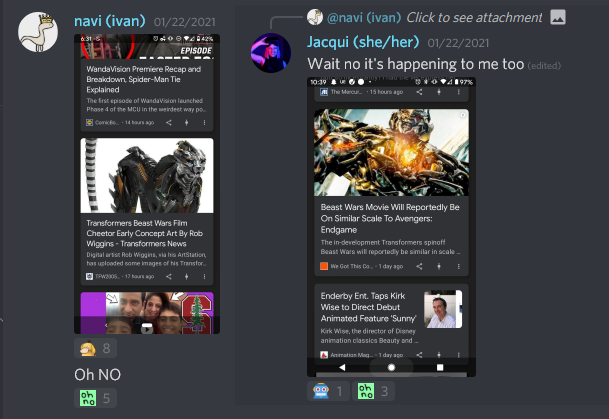 navi (ivan) 01/22/2021
6:31
42%
EPISODE
WandaVision Premiere Recap and
Breakdown, Spider-Man Tie
Explained
The first episode of WandaVision launched
Phase 4 of the MCU in the weirdest way po...
ComicBo... · 14 hours ago
Transformers Beast Wars Film
Cheetor Early Concept Art By Rob
Wiggins - Transformers News
Digital artist Rob Wiggins, via his ArtStation,
has uploaded some images of his Transfor...
TFW2005... · 17 hours ago
8
Oh NO
oh
no
5
@navi (ivan) Click to see attachment
Jacqui (she/her) 01/22/2021
Wait no it's happening to me too (edited)
10:39
97%
The Mercur... · 15 hours ago
Beast Wars Movie Will Reportedly Be
On Similar Scale To Avengers:
Endgame
The in-development Transformers spinoff
Beast Wars will reportedly be similar in scale ...
We Got This Co... · 1 day ago
Enderby Ent. Taps Kirk
Wise to Direct Debut
Animated Feature 'Sunny'
Kirk Wise, the director of Disney
animation classics Beauty and ...
Animation Mag... · 1 day ago
1
oh
no
3